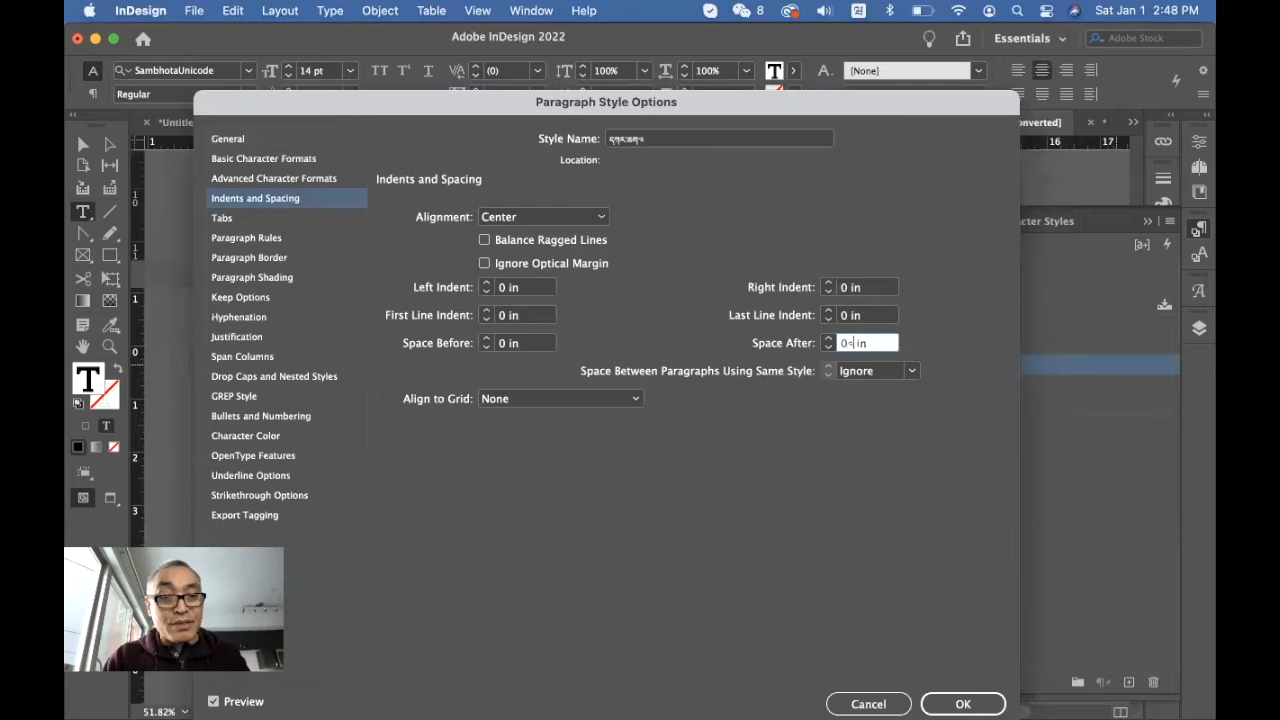 InDesign File Edit Layout Type Object Table View Window Help 8 Sat Jan 1 2:48 PM
Adobe InDesign 2022 Essentials Adobe Stock
A SambhotaUnicode 14 pt TT T¹ T VA (0) 100% 100% T A. [None]
¶ Regular
Paragraph Style Options
× *Untitle 1 onverted] × 16 17
General Style Name:
Basic Character Formats Location:
Advanced Character Formats Indents and Spacing
Indents and Spacing
Tabs Alignment: Center
Paragraph Rules Balance Ragged Lines
Paragraph Border Ignore Optical Margin
Paragraph Shading Left Indent: 0 in Right Indent: 0 in
Keep Options
Hyphenation First Line Indent: 0 in Last Line Indent: 0 in
Justification Space Before: 0 in Space After: in
Span Columns
Drop Caps and Nested Styles Space Between Paragraphs Using Same Style: Ignore
GREP Style Align to Grid: None
Bullets and Numbering
Character Color
OpenType Features
Underline Options
Strikethrough Options
Export Tagging
cter Styles
Preview Cancel OK
51.82%